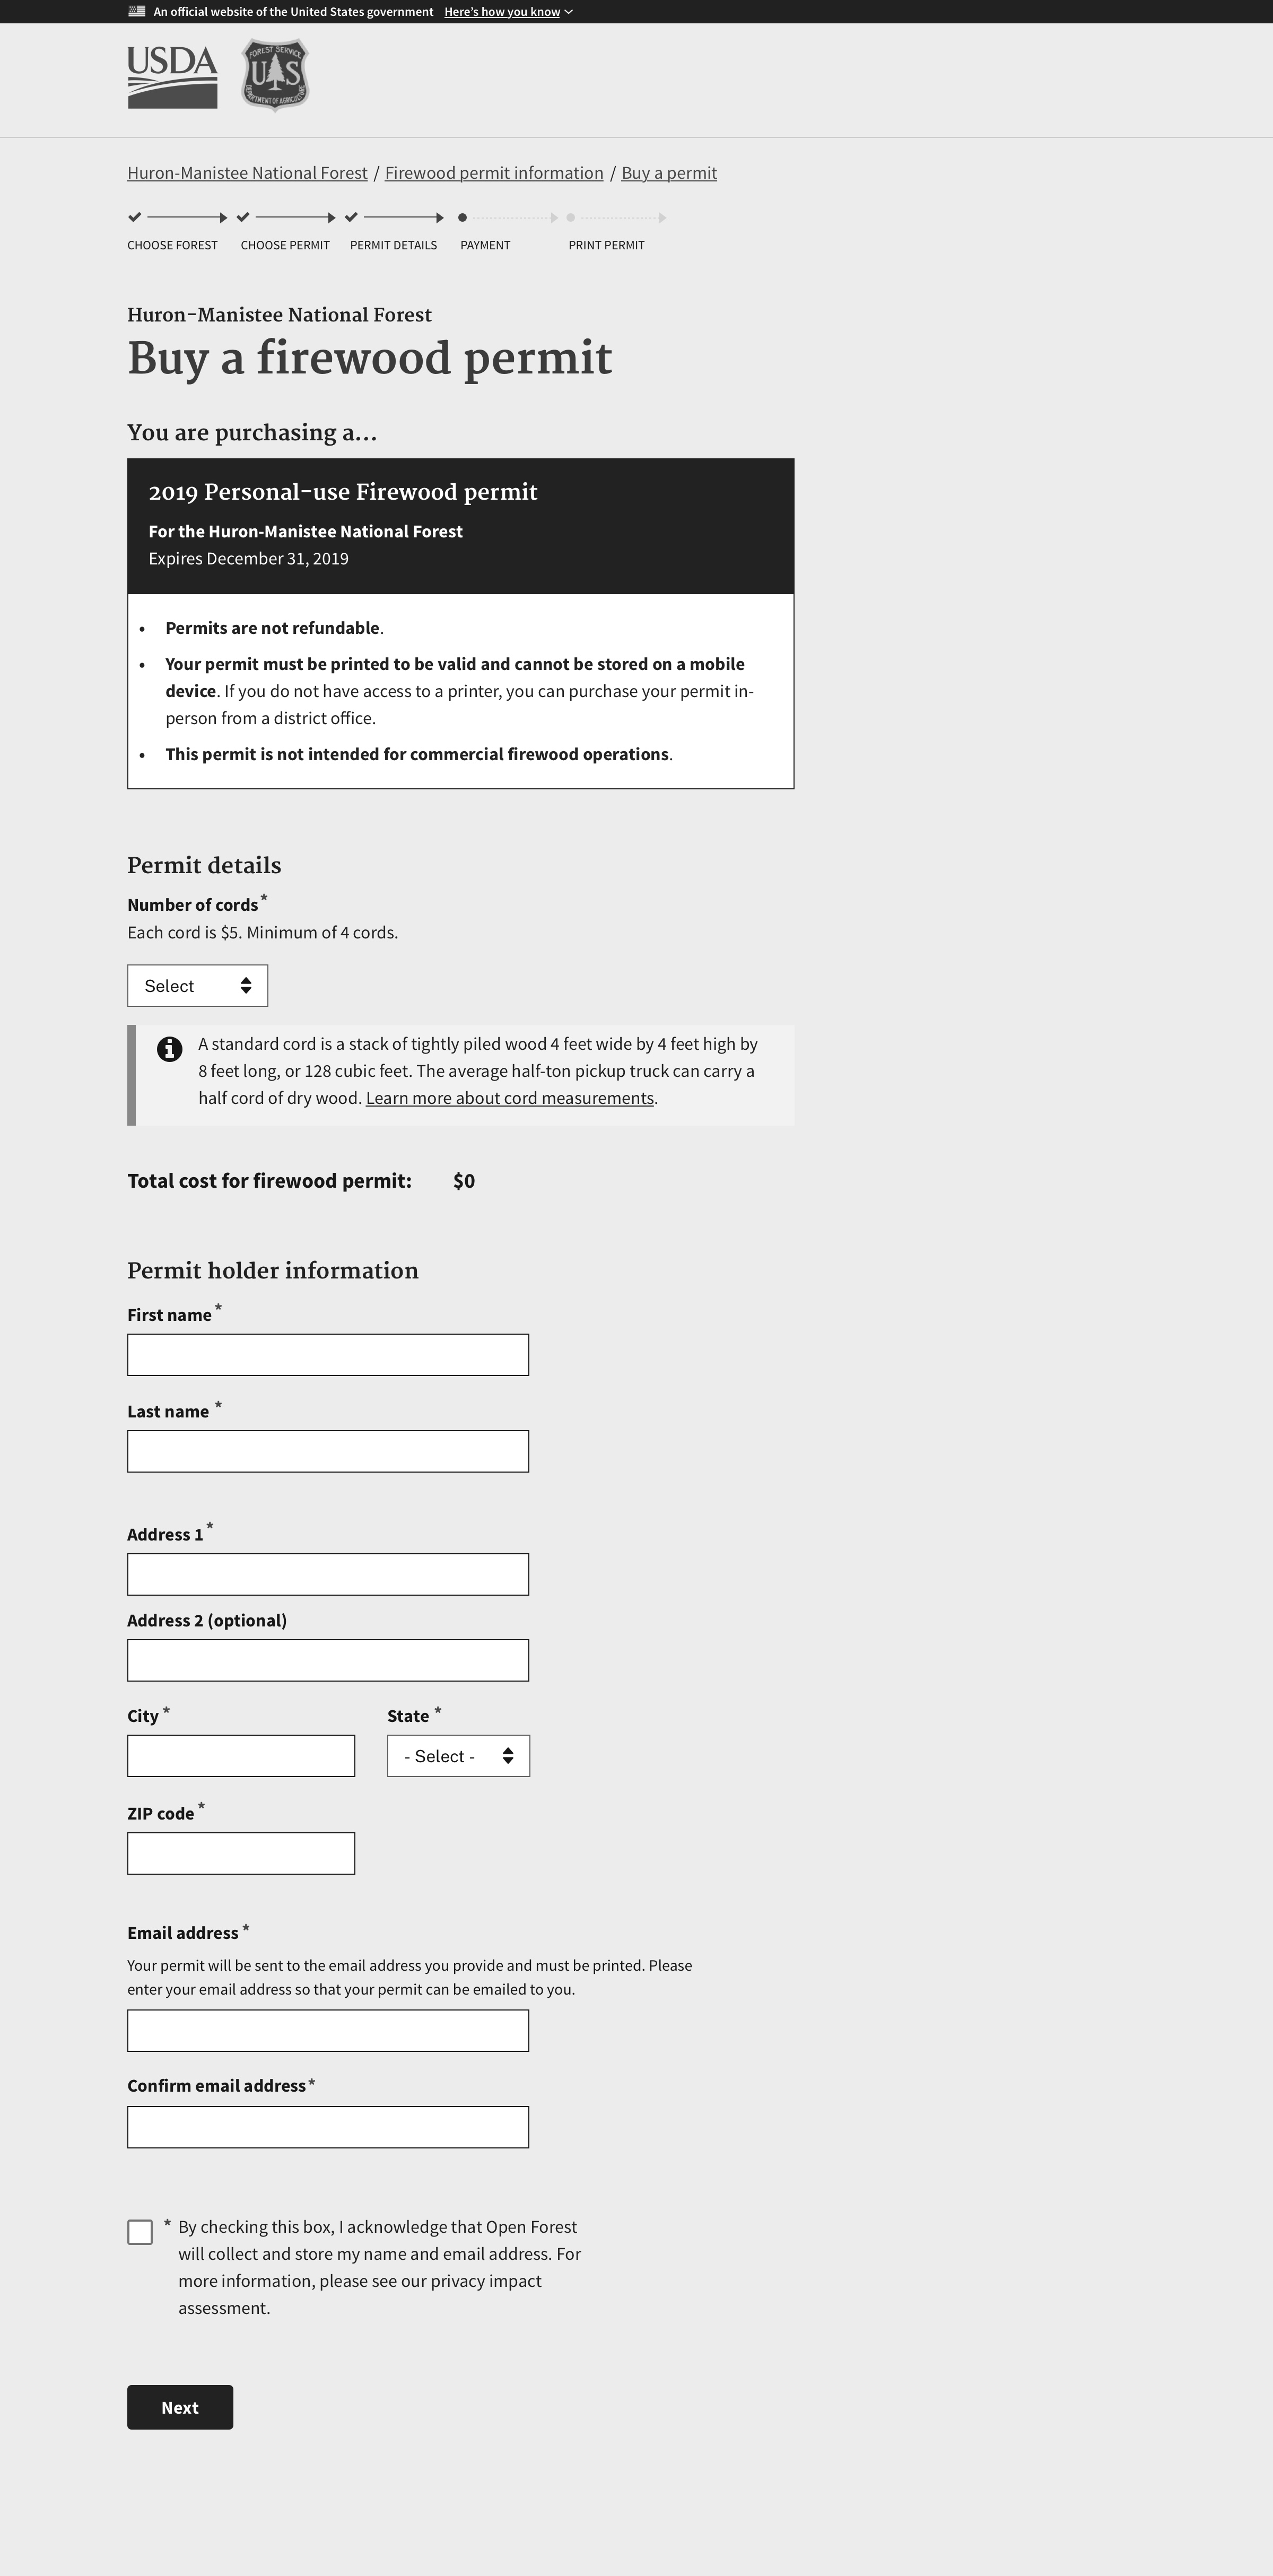 An official website of the United States government Here's how you know
USDA
FOREST SERVICE
U S
DEPARTMENT OF AGRICULTURE
Huron-Manistee National Forest / Firewood permit information / Buy a permit
CHOOSE FOREST CHOOSE PERMIT PERMIT DETAILS PAYMENT PRINT PERMIT
Huron-Manistee National Forest
Buy a firewood permit
You are purchasing a...
2019 Personal-use Firewood permit
For the Huron-Manistee National Forest
Expires December 31, 2019
• Permits are not refundable.
• Your permit must be printed to be valid and cannot be stored on a mobile
device. If you do not have access to a printer, you can purchase your permit in-
person from a district office.
• This permit is not intended for commercial firewood operations.
Permit details
Number of cords*
Each cord is $5. Minimum of 4 cords.
Select
A standard cord is a stack of tightly piled wood 4 feet wide by 4 feet high by
8 feet long, or 128 cubic feet. The average half-ton pickup truck can carry a
half cord of dry wood. Learn more about cord measurements.
Total cost for firewood permit: $0
Permit holder information
First name *
Last name *
Address 1 *
Address 2 (optional)
City * State *
- Select -
ZIP code *
Email address *
Your permit will be sent to the email address you provide and must be printed. Please
enter your email address so that your permit can be emailed to you.
Confirm email address*
* By checking this box, I acknowledge that Open Forest
will collect and store my name and email address. For
more information, please see our privacy impact
assessment.
Next